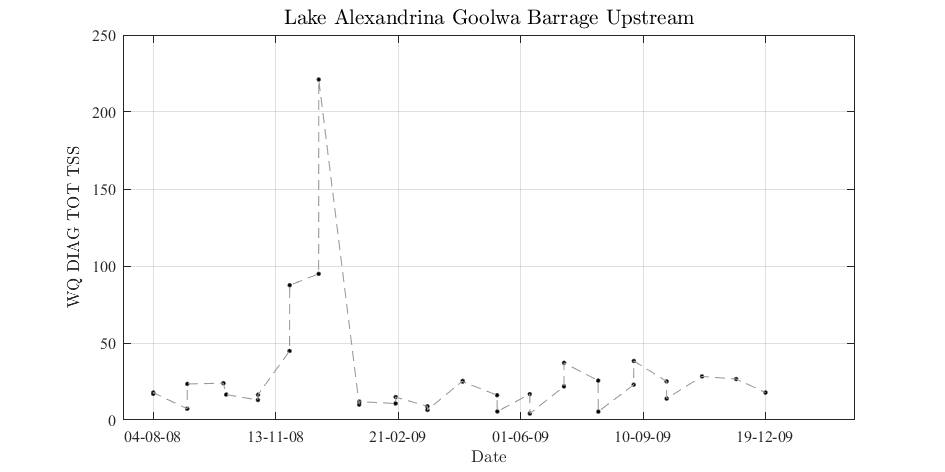 Lake Alexandrina Goolwa Barrage Upstream
WQ DIAG TOT TSS
250
200
150
100
50
0
04-08-08 13-11-08 21-02-09 01-06-09 10-09-09 19-12-09
Date